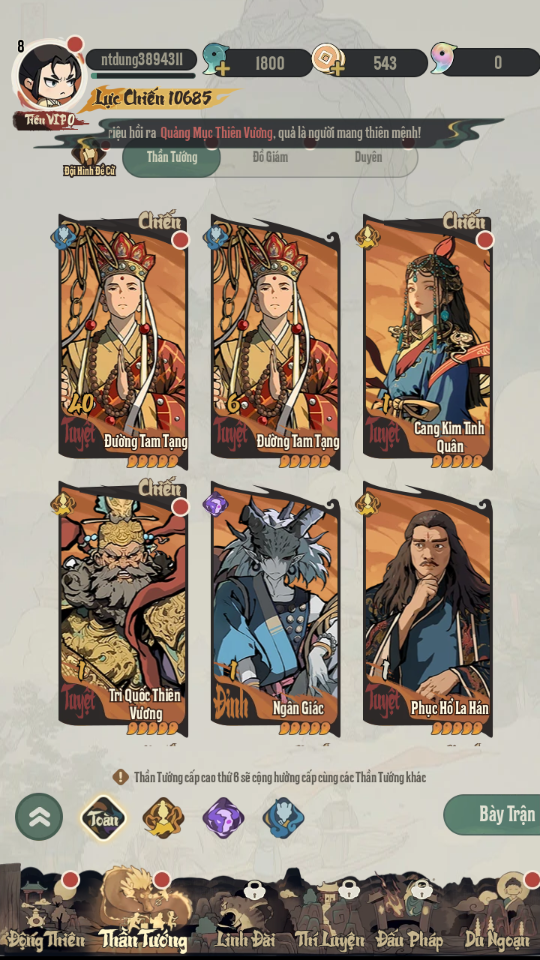 8
ntdung3894311
1800
543
0
Lực Chiến 10685
Tiên VIP 0
riệu hồi ra Quảng Mục Thiên Vương, quả là người mang thiên mệnh!
Đội Hình Đề Cử
Thần Tướng
Đồ Giám
Duyên
Chiến
Chiến
40
Tuyệt
Đường Tam Tạng
6
Tuyệt
Đường Tam Tạng
1
Tuyệt
Cang Kim Tinh
Quân
Chiến
1
Tuyệt
Trì Quốc Thiên
Vương
1
Đỉnh
Ngân Giác
1
Tuyệt
Phục Hổ La Hán
Thần Tướng cấp cao thứ 6 sẽ cộng hưởng cấp cùng các Thần Tướng khác
Toàn
Bày Trận
Động Thiên
Thần Tướng
Linh Đài
Thí Luyện
Đấu Pháp
Du Ngoạn